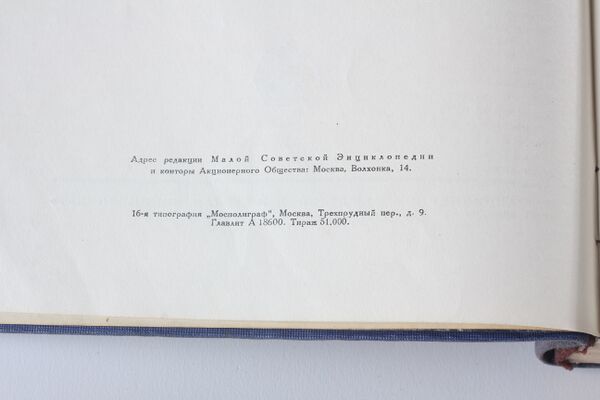 Адрес редакции Малой Советской Энциклопедии
и конторы Акционерного Общества: Москва, Волхонка, 14.
16-я типография „Мосполиграф", Москва, Трехпрудный пер., д. 9.
Главлит А 18600. Тираж 51.000.